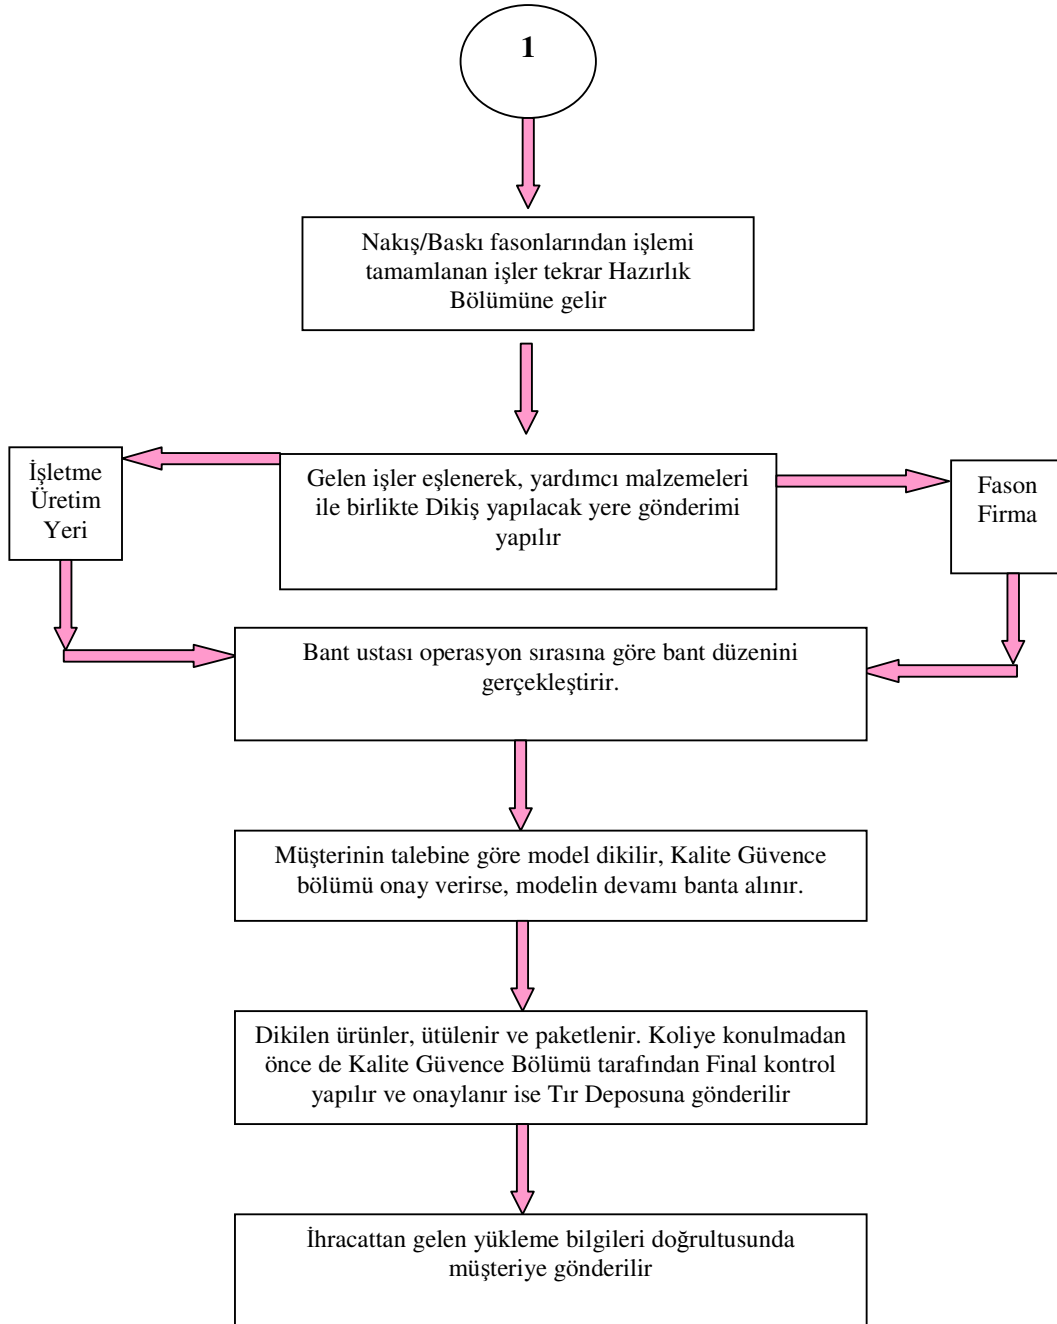 1
Nakış/Baskı fasonlarından işlemi
tamamlanan işler tekrar Hazırlık
Bölümüne gelir
İşletme
Üretim
Yeri
Gelen işler eşlenerek, yardımcı malzemeleri
ile birlikte Dikiş yapılacak yere gönderimi
yapılır
Fason
Firma
Bant ustası operasyon sırasına göre bant düzenini
gerçekleştirir.
Müşterinin talebine göre model dikilir, Kalite Güvence
bölümü onay verirse, modelin devamı banta alınır.
Dikilen ürünler, ütülenir ve paketlenir. Koliye konulmadan
önce de Kalite Güvence Bölümü tarafından Final kontrol
yapılır ve onaylanır ise Tır Deposuna gönderilir
İhracattan gelen yükleme bilgileri doğrultusunda
müşteriye gönderilir